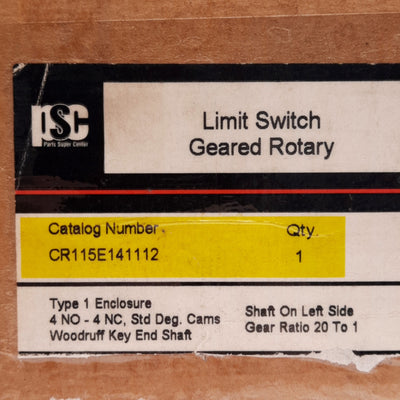 psc
Parts Super Center
Limit Switch
Geared Rotary
Catalog Number Qty.
CR115E141112 1
Type 1 Enclosure
4 NO - 4 NC, Std Deg. Cams
Woodruff Key End Shaft
Shaft On Left Side
Gear Ratio 20 To 1